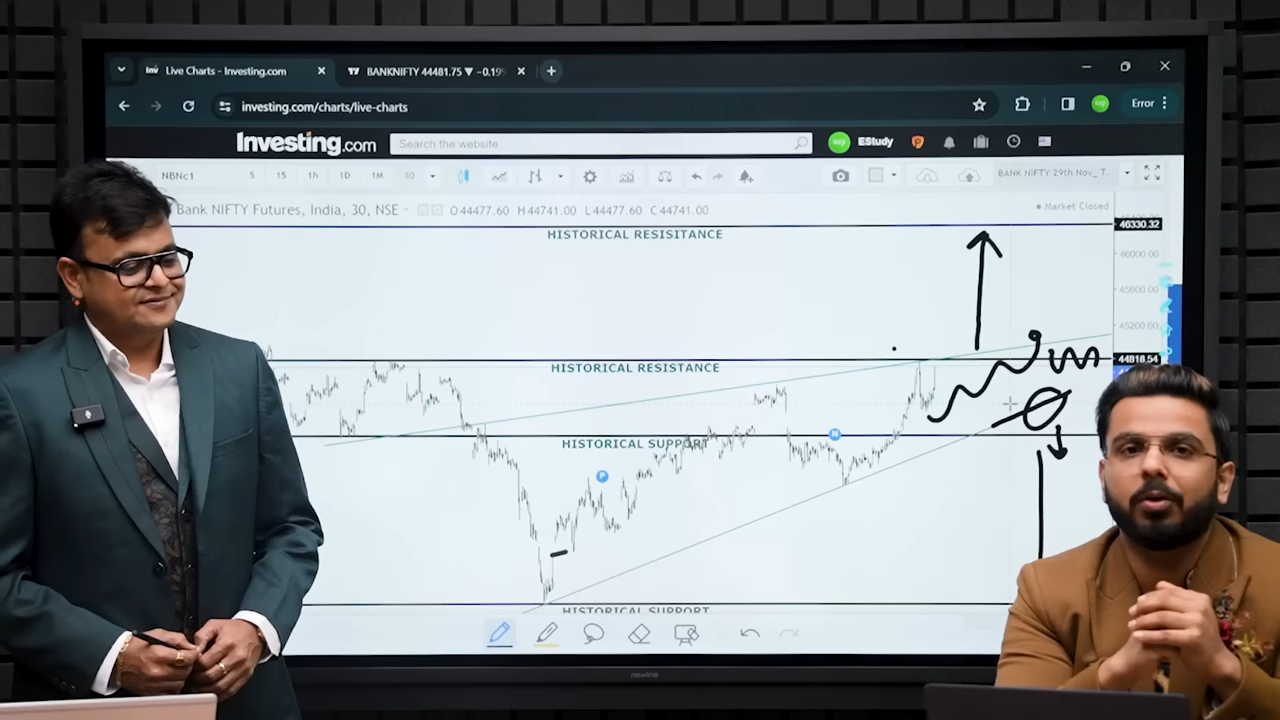 Live Charts - Investing.com
BANKNIFTY 44481.75 ▼ −0.19
investing.com/charts/live-charts
Error
Investing.com
Search the website
EStudy
NBNc1
5 15 1h 1D 1M 30
BANK NIFTY 29th Nov_ T
Bank NIFTY Futures, India, 30, NSE
O44477.60 H44741.00 L44477.60 C44741.00
Market Closed
46330.32
HISTORICAL RESISITANCE
46000.00
45600.00
45200.00
44818.54
HISTORICAL RESISTANCE
HISTORICAL SUPPORT
P
HISTORICAL SUPPORT
newline